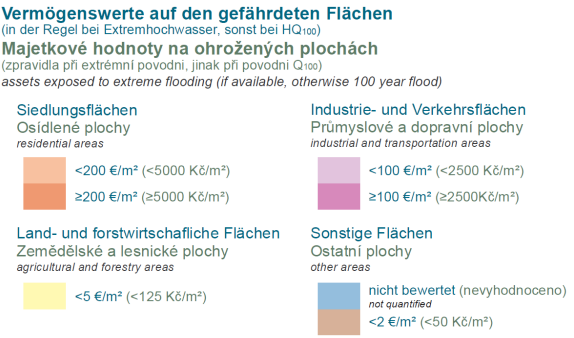 Vermögenswerte auf den gefährdeten Flächen
(in der Regel bei Extremhochwasser, sonst bei HQ₁₀₀)
Majetkové hodnoty na ohrožených plochách
(zpravidla při extrémní povodni, jinak při povodni Q₁₀₀)
assets exposed to extreme flooding (if available, otherwise 100 year flood)
Siedlungsflächen
Osídlené plochy
residential areas
<200 €/m² (<5000 Kč/m²)
≥200 €/m² (≥5000 Kč/m²)
Industrie- und Verkehrsflächen
Průmyslové a dopravní plochy
industrial and transportation areas
<100 €/m² (<2500 Kč/m²)
≥100 €/m² (≥2500Kč/m²)
Land- und forstwirtschafliche Flächen
Zemědělské a lesnické plochy
agricultural and forestry areas
<5 €/m² (<125 Kč/m²)
Sonstige Flächen
Ostatní plochy
other areas
nicht bewertet (nevyhodnoceno)
not quantified
<2 €/m² (<50 Kč/m²)